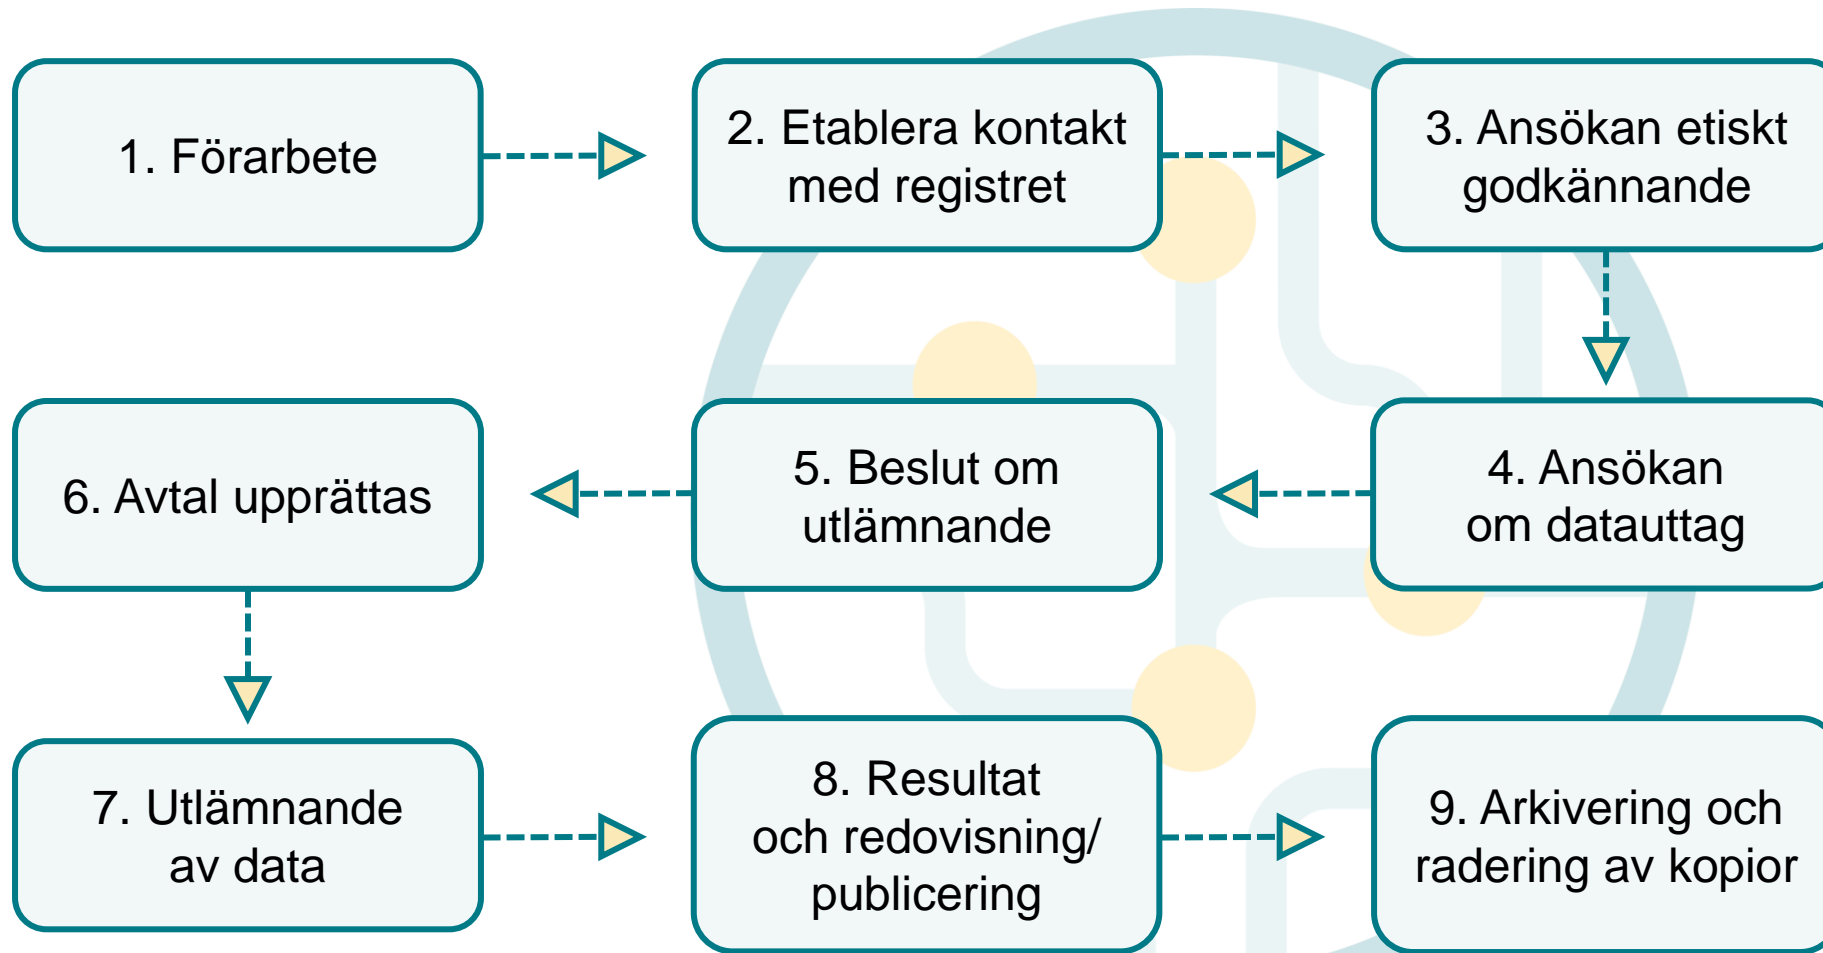 1. Förarbete
2. Etablera kontakt
med registret
3. Ansökan etiskt
godkännande
4. Ansökan
om datauttag
5. Beslut om
utlämnande
6. Avtal upprättas
7. Utlämnande
av data
8. Resultat
och redovisning/
publicering
9. Arkivering och
radering av kopior